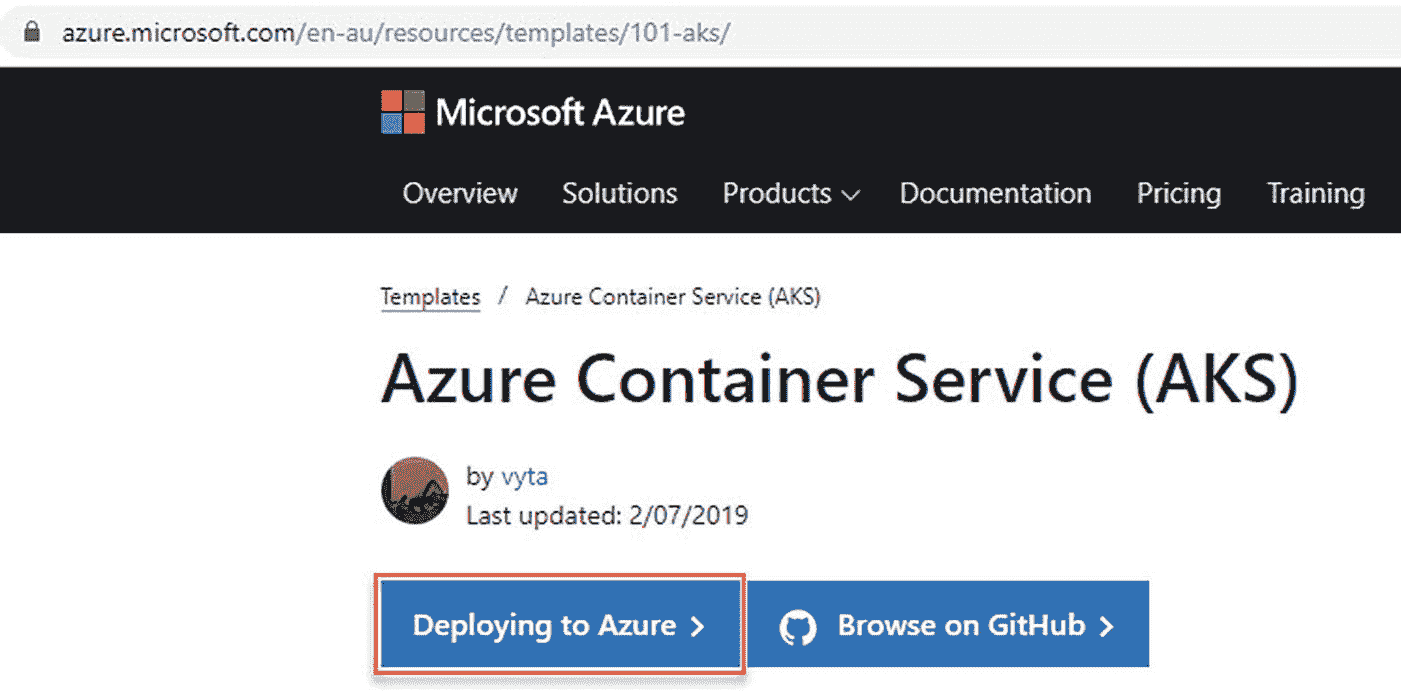 azure.microsoft.com/en-au/resources/templates/101-aks/
Microsoft Azure
Overview Solutions Products Documentation Pricing Training
Templates / Azure Container Service (AKS)
Azure Container Service (AKS)
by vyta
Last updated: 2/07/2019
Deploying to Azure Browse on GitHub